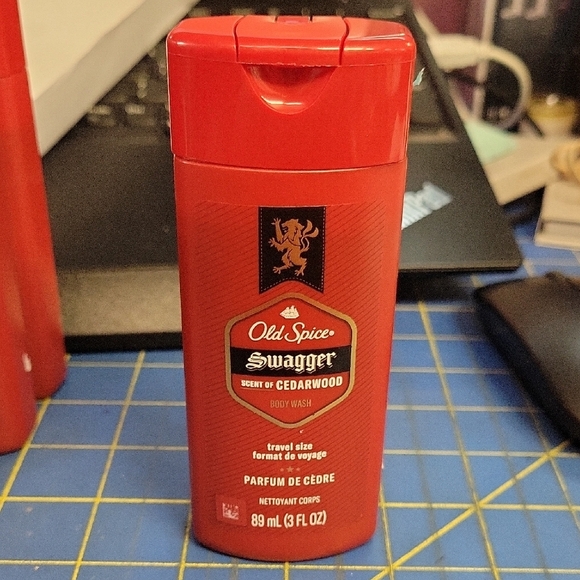 Old Spice
Swagger
SCENT OF CEDARWOOD
BODY WASH
travel size
format de voyage
PARFUM DE CÈDRE
NETTOYANT CORPS
89 mL (3 FL OZ)